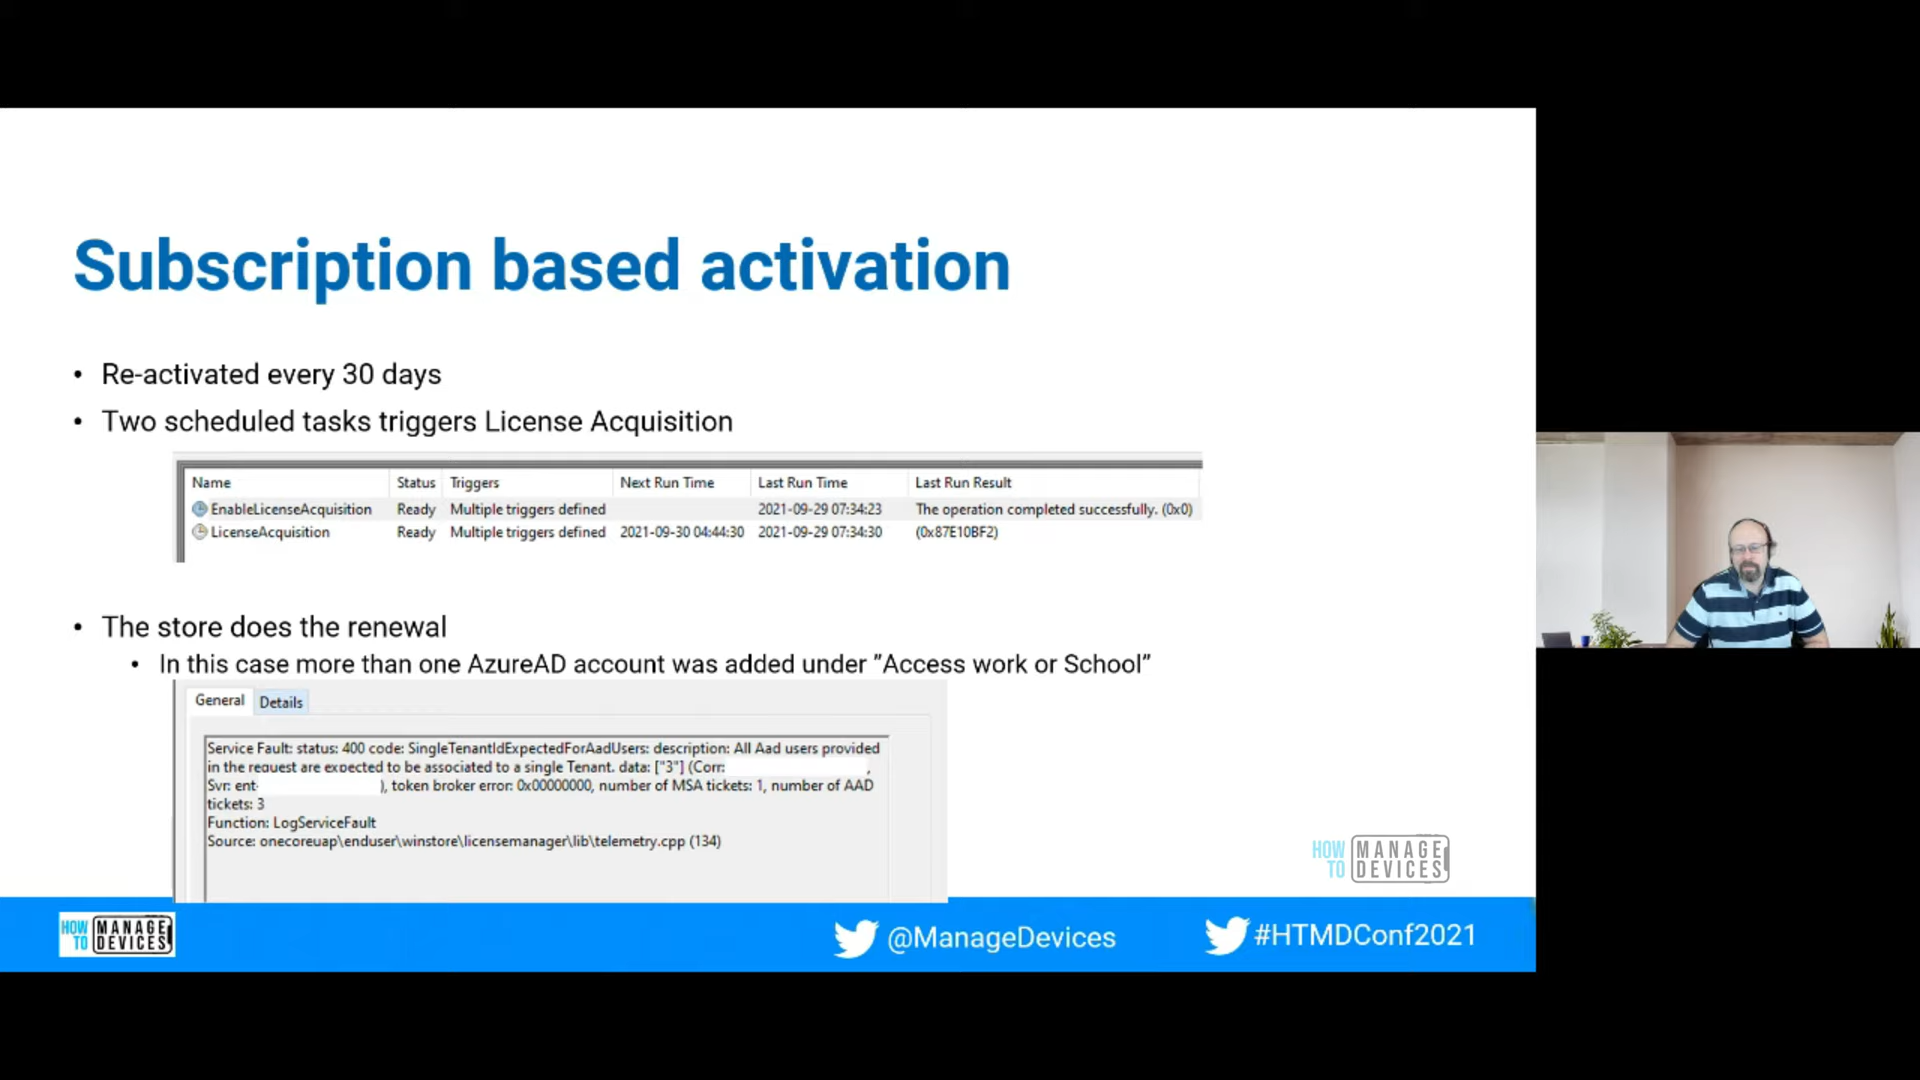 Subscription based activation
• Re-activated every 30 days
• Two scheduled tasks triggers License Acquisition
Name Status Triggers Next Run Time Last Run Time Last Run Result
EnableLicenseAcquisition Ready Multiple triggers defined 2021-09-29 07:34:23 The operation completed successfully. (0x0)
LicenseAcquisition Ready Multiple triggers defined 2021-09-30 04:44:30 2021-09-29 07:34:30 (0x87E10BF2)
• The store does the renewal
• In this case more than one AzureAD account was added under ”Access work or School”
General Details
Service Fault: status: 400 code: SingleTenantIdExpectedForAadUsers: description: All Aad users provided
in the request are expected to be associated to a single Tenant. data: ["3"] (Corr: ,
Svr: ent- ), token broker error: 0x00000000, number of MSA tickets: 1, number of AAD
tickets: 3
Function: LogServiceFault
Source: onecoreuap\enduser\winstore\licensemanager\lib\telemetry.cpp (134)
HOW TO MANAGE DEVICES
HOW TO MANAGE DEVICES
@ManageDevices
#HTMDConf2021